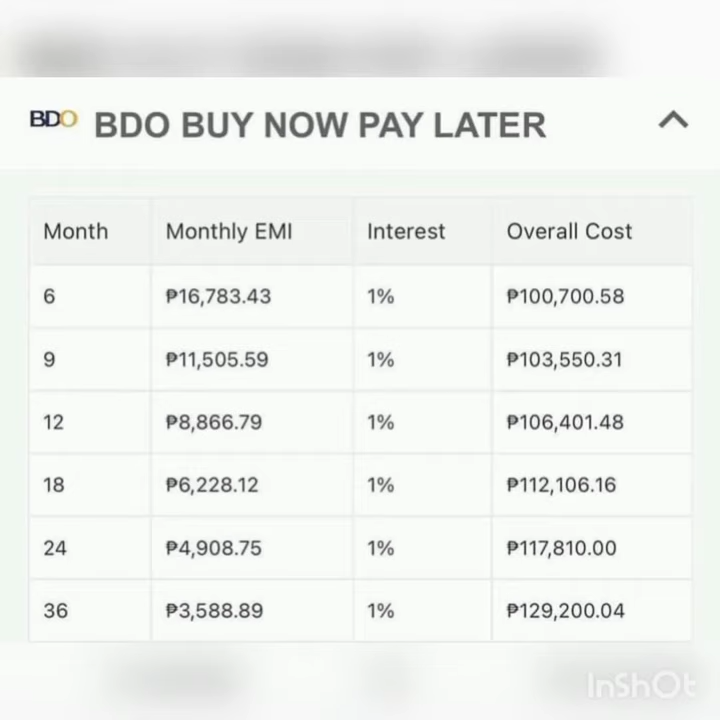 BDO BDO BUY NOW PAY LATER
Month Monthly EMI Interest Overall Cost
6 ₱16,783.43 1% ₱100,700.58
9 ₱11,505.59 1% ₱103,550.31
12 ₱8,866.79 1% ₱106,401.48
18 ₱6,228.12 1% ₱112,106.16
24 ₱4,908.75 1% ₱117,810.00
36 ₱3,588.89 1% ₱129,200.04
InShOt